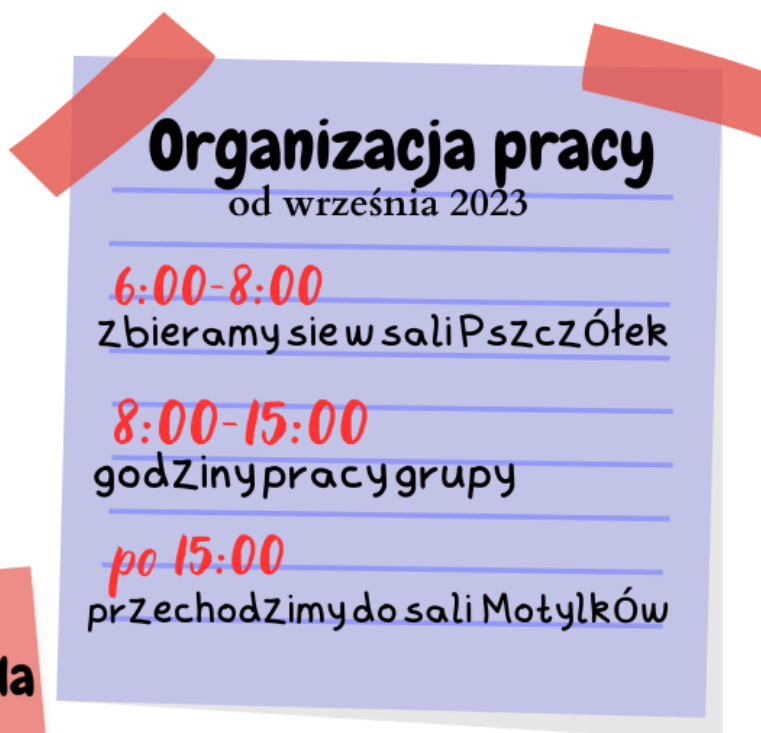 Organizacja pracy
od września 2023
6:00-8:00
zbieramy sie w sali PszczÓłek
8:00-15:00
godziny pracy grupy
po 15:00
przechodzimy do sali MotylkÓw
la